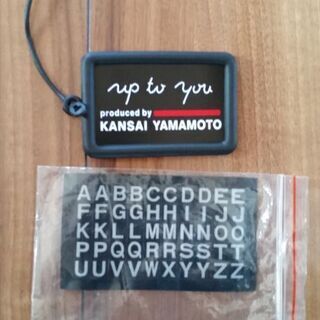 up to you
produced by
KANSAI YAMAMOTO
AABBCCDDEE
FFGGHHIIJJ
KKLLMMNNOO
PPQQRRSSTT
UUVVWXYYZZ